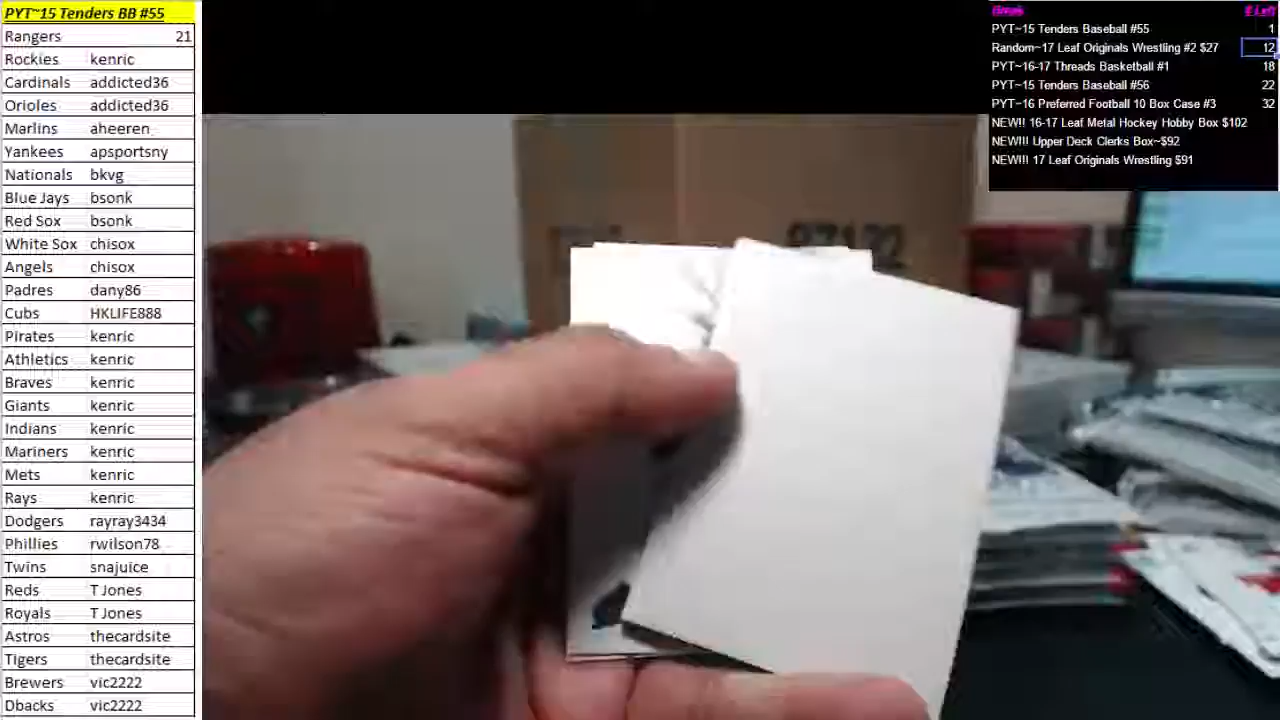 PYT~15 Tenders BB #55
Rangers 21
Rockies kenric
Cardinals addicted36
Orioles addicted36
Marlins aheeren
Yankees apsportsny
Nationals bkvg
Blue Jays bsonk
Red Sox bsonk
White Sox chisox
Angels chisox
Padres dany86
Cubs HKLIFE888
Pirates kenric
Athletics kenric
Braves kenric
Giants kenric
Indians kenric
Mariners kenric
Mets kenric
Rays kenric
Dodgers rayray3434
Phillies rwilson78
Twins snajuice
Reds T Jones
Royals T Jones
Astros thecardsite
Tigers thecardsite
Brewers vic2222
Dbacks vic2222
Break # Left
PYT~15 Tenders Baseball #55 1
Random~17 Leaf Originals Wrestling #2 $27 12
PYT~16-17 Threads Basketball #1 18
PYT~15 Tenders Baseball #56 22
PYT~16 Preferred Football 10 Box Case #3 32
NEW!! 16-17 Leaf Metal Hockey Hobby Box $102
NEW!!! Upper Deck Clerks Box~$92
NEW!!! 17 Leaf Originals Wrestling $91